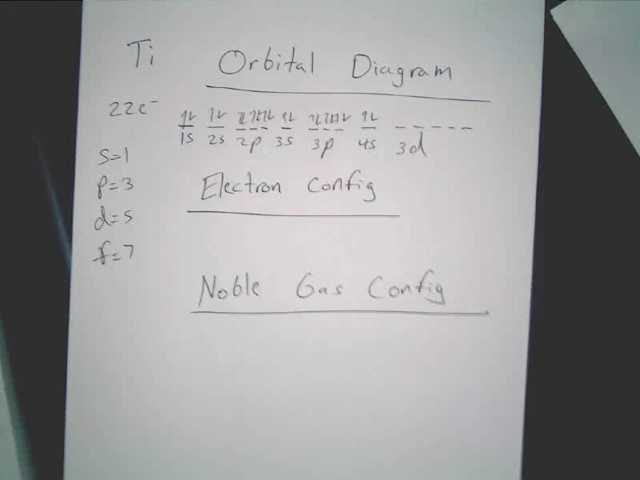 Ti Orbital Diagram
22e⁻ ⥮ ⥮ ⥮⥮⥮ ⥮ ⥮⥮⥮ ⥮ _ _ _ _ _
1s 2s 2p 3s 3p 4s 3d
s=1
p=3 Electron Config
d=5
f=7
Noble Gas Config